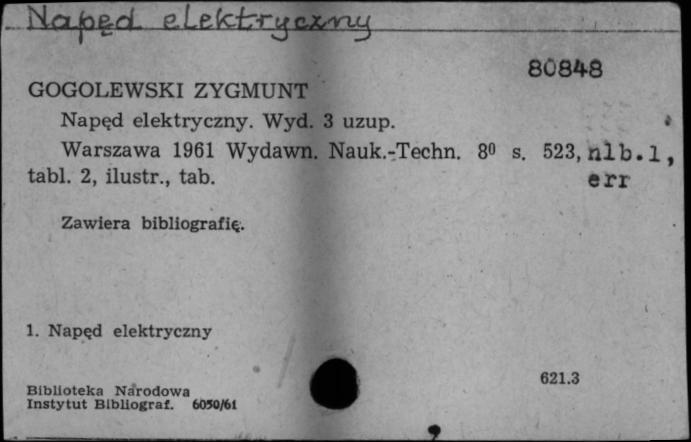 Napęd elektryczny
80848
GOGOLEWSKI ZYGMUNT
Napęd elektryczny. Wyd. 3 uzup.
Warszawa 1961 Wydawn. Nauk.-Techn. 8⁰ s. 523, nlb.1,
tabl. 2, ilustr., tab. err
Zawiera bibliografię.
1. Napęd elektryczny
621.3
Biblioteka Narodowa
Instytut Bibliograf. 6050/61